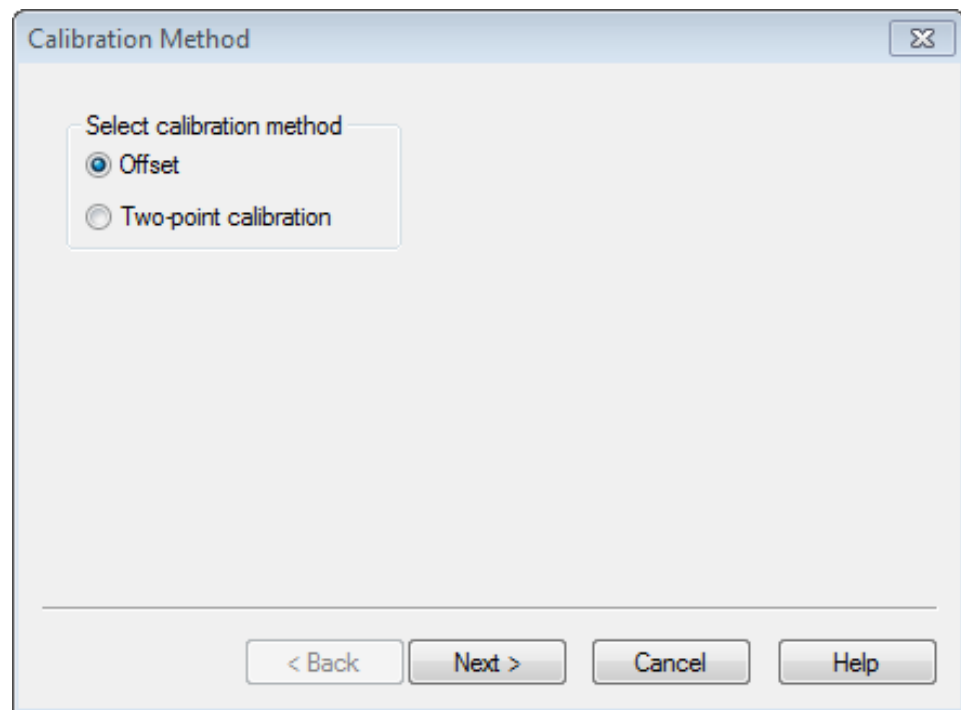 Calibration Method
Select calibration method
Offset
Two-point calibration
< Back
Next >
Cancel
Help